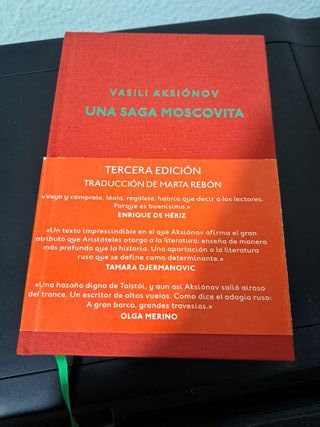 VASILI AKSIÓNOV
UNA SAGA MOSCOVITA
TERCERA EDICIÓN
TRADUCCIÓN DE MARTA REBÓN
«Vaya y cómprelo, léalo, regálelo, habría que decir a los lectores.
Porque es buenísima.»
ENRIQUE DE HÉRIZ
«Un texto imprescindible en el que Aksiónov afirma el gran
atributo que Aristóteles otorgo a la literatura: enseña de manera
más profunda que la historia. Una aportación a la literatura
rusa que se define como determinante.»
TAMARA DJERMANOVIC
«Una hazaña digna de Tolstói, y aun así Aksiónov salió airoso
del trance. Un escritor de altos vuelos. Como dice el adagio ruso:
A gran barco, grandes travesías.»
OLGA MERINO